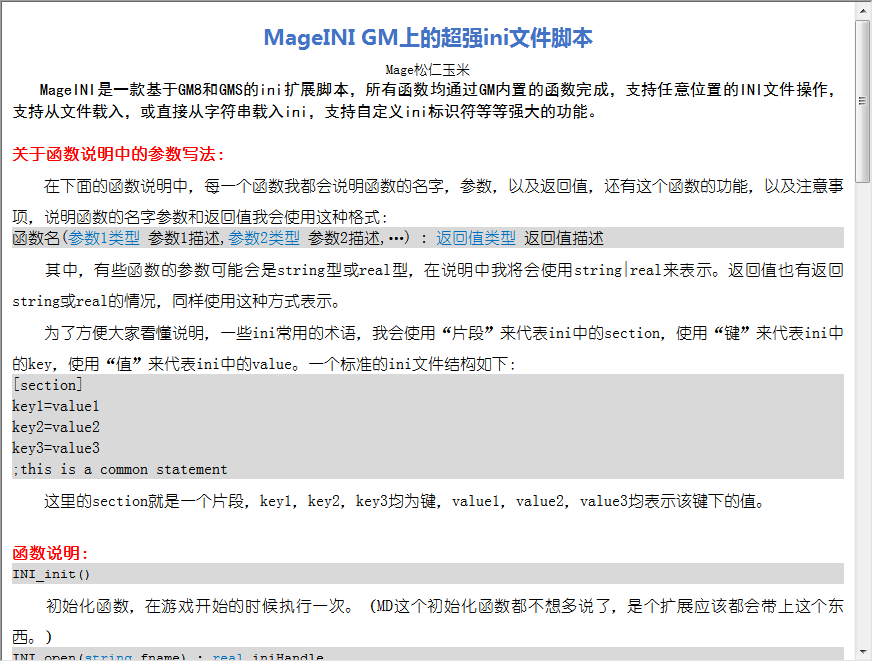 MageINI GM上的超强ini文件脚本
Mage松仁玉米
MageINI是一款基于GM8和GMS的ini扩展脚本，所有函数均通过GM内置的函数完成，支持任意位置的INI文件操作，
支持从文件载入，或直接从字符串载入ini，支持自定义ini标识符等等强大的功能。
关于函数说明中的参数写法：
在下面的函数说明中，每一个函数我都会说明函数的名字，参数，以及返回值，还有这个函数的功能，以及注意事
项，说明函数的名字参数和返回值我会使用这种格式：
函数名(参数1类型 参数1描述,参数2类型 参数2描述,…) : 返回值类型 返回值描述
其中，有些函数的参数可能会是string型或real型，在说明中我将会使用string|real来表示。返回值也有返回
string或real的情况，同样使用这种方式表示。
为了方便大家看懂说明，一些ini常用的术语，我会使用“片段”来代表ini中的section，使用“键”来代表ini中
的key，使用“值”来代表ini中的value。一个标准的ini文件结构如下：
[section]
key1=value1
key2=value2
key3=value3
;this is a common statement
这里的section就是一个片段，key1，key2，key3均为键，value1，value2，value3均表示该键下的值。
函数说明：
INI_init()
初始化函数，在游戏开始的时候执行一次。（MD这个初始化函数都不想多说了，是个扩展应该都会带上这个东
西。）
INI_open(string fname) : real iniHandle